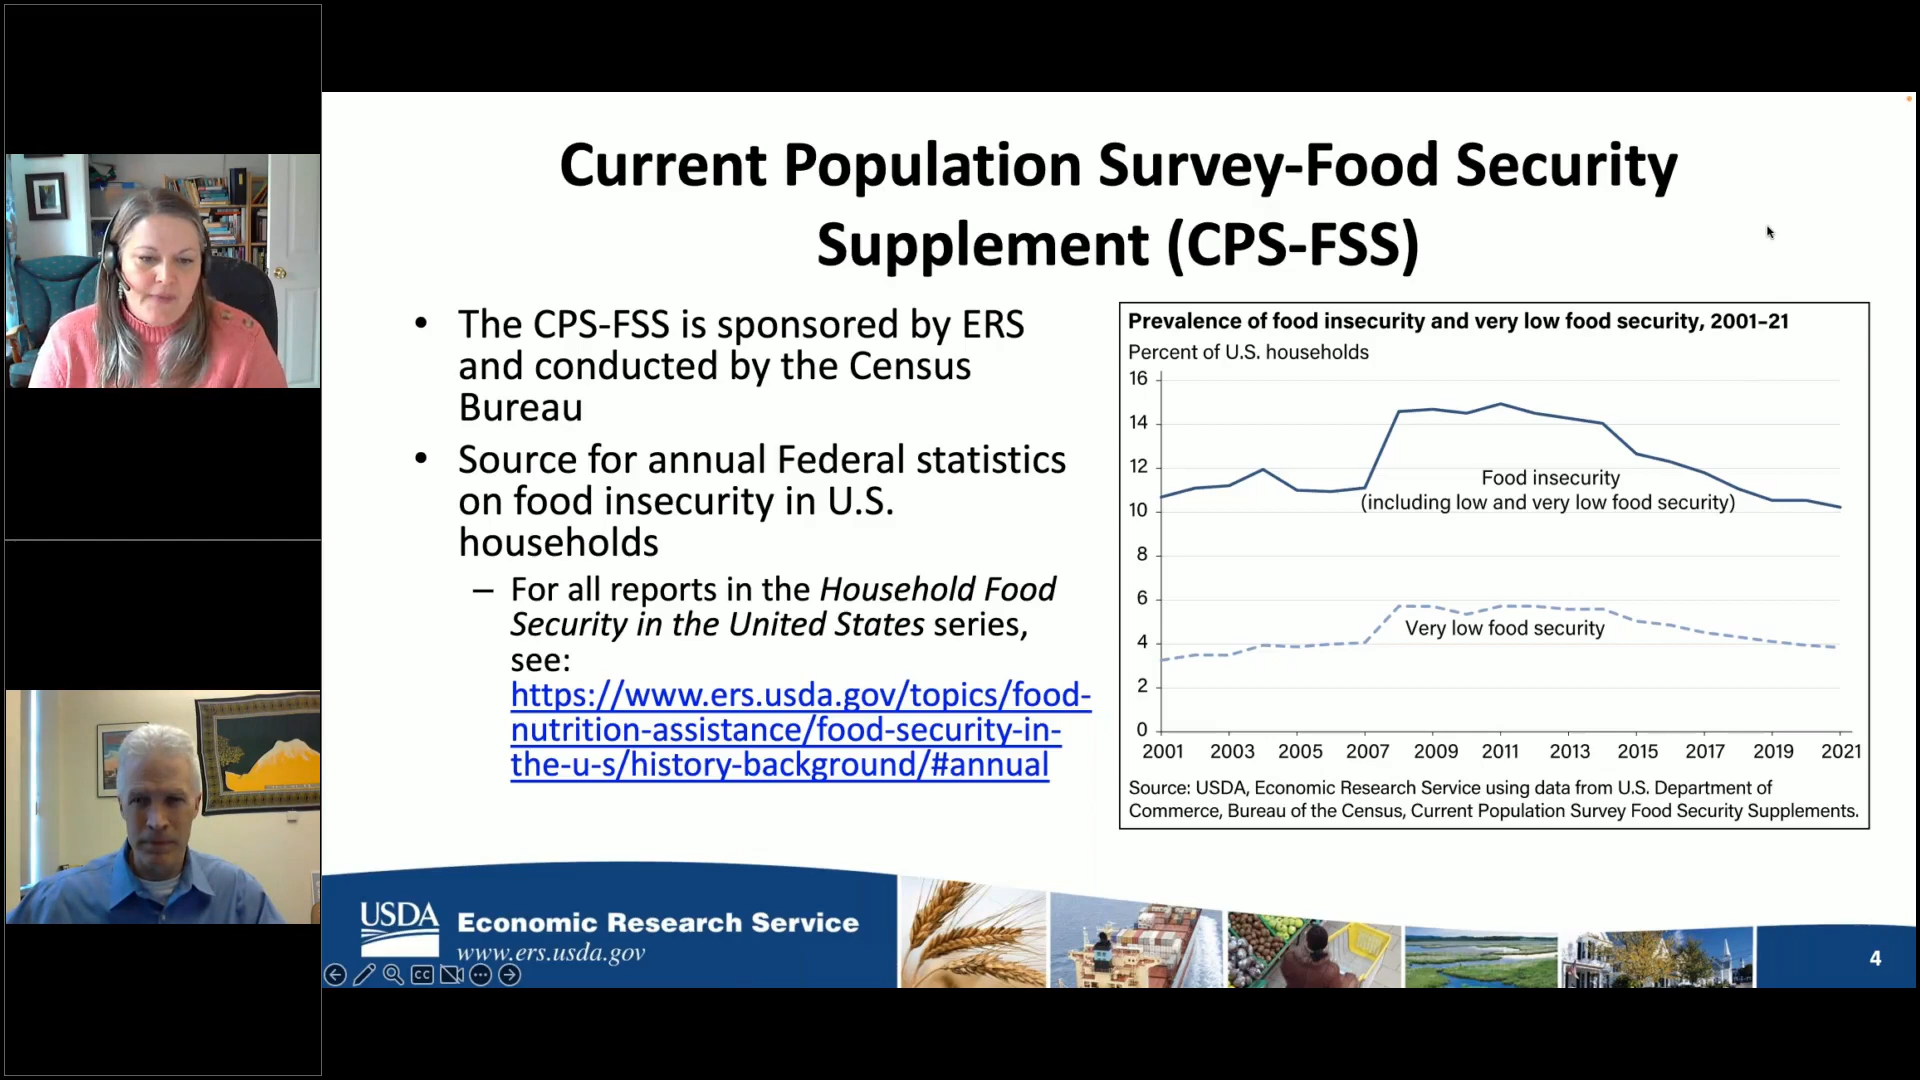 Current Population Survey-Food Security
Supplement (CPS-FSS)
• The CPS-FSS is sponsored by ERS
and conducted by the Census
Bureau
• Source for annual Federal statistics
on food insecurity in U.S.
households
– For all reports in the Household Food
Security in the United States series,
see:
https://www.ers.usda.gov/topics/food-
nutrition-assistance/food-security-in-
the-u-s/history-background/#annual
Prevalence of food insecurity and very low food security, 2001–21
Percent of U.S. households
16
14
12
10
8
6
4
2
0
Food insecurity
(including low and very low food security)
Very low food security
2001 2003 2005 2007 2009 2011 2013 2015 2017 2019 2021
Source: USDA, Economic Research Service using data from U.S. Department of
Commerce, Bureau of the Census, Current Population Survey Food Security Supplements.
USDA
Economic Research Service
www.ers.usda.gov
CC
4